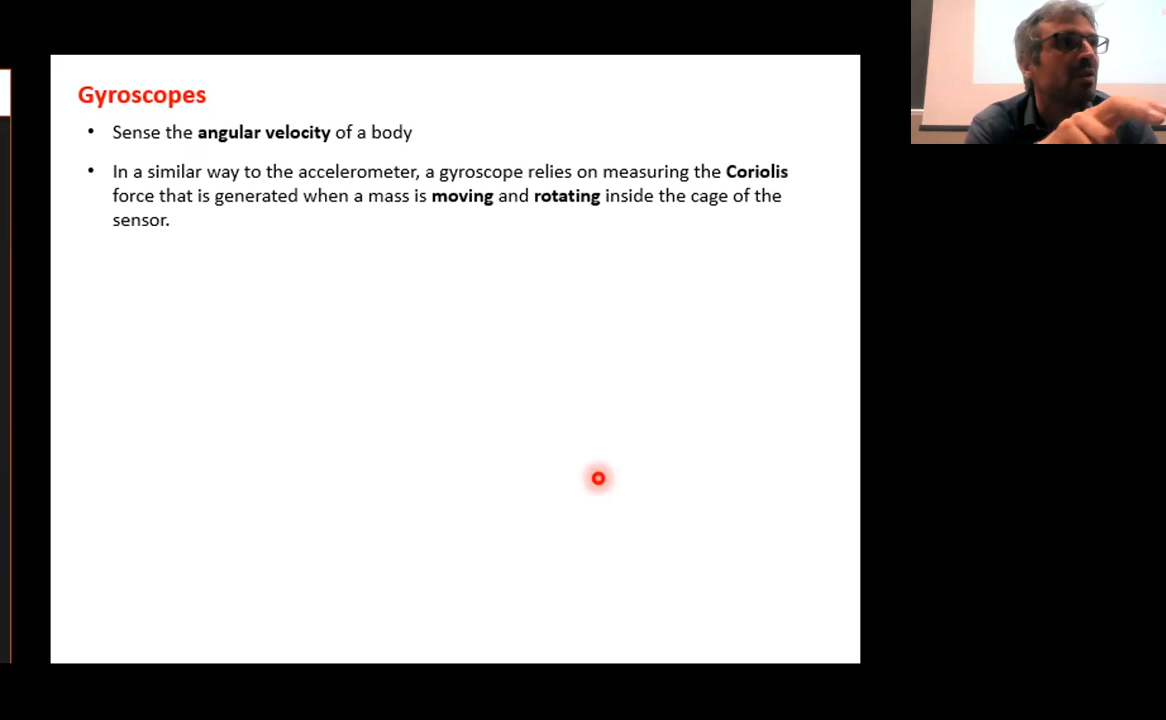 Gyroscopes
• Sense the angular velocity of a body
• In a similar way to the accelerometer, a gyroscope relies on measuring the Coriolis
force that is generated when a mass is moving and rotating inside the cage of the
sensor.